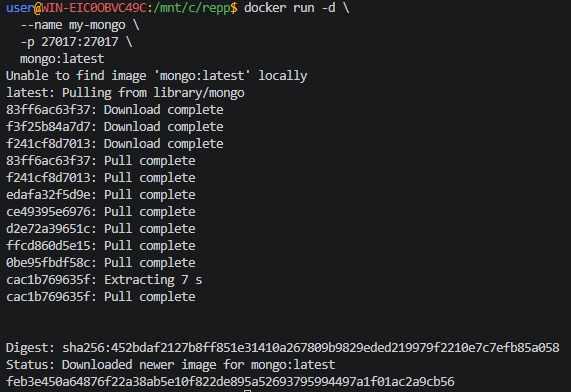 user@WIN-EIC0OBVC49C:/mnt/c/repp$ docker run -d \
  --name my-mongo \
  -p 27017:27017 \
  mongo:latest
Unable to find image 'mongo:latest' locally
latest: Pulling from library/mongo
83ff6ac63f37: Download complete
f3f25b84a7d7: Download complete
f241cf8d7013: Download complete
83ff6ac63f37: Pull complete
f241cf8d7013: Pull complete
edafa32f5d9e: Pull complete
ce49395e6976: Pull complete
d2e72a39651c: Pull complete
ffcd860d5e15: Pull complete
0be95fbdf58c: Pull complete
cac1b769635f: Extracting 7 s
cac1b769635f: Pull complete
Digest: sha256:452bdaf2127b8ff851e31410a267809b9829eded219979f2210e7c7efb85a058
Status: Downloaded newer image for mongo:latest
feb3e450a64876f22a38ab5e10f822de895a52693795994497a1f01ac2a9cb56